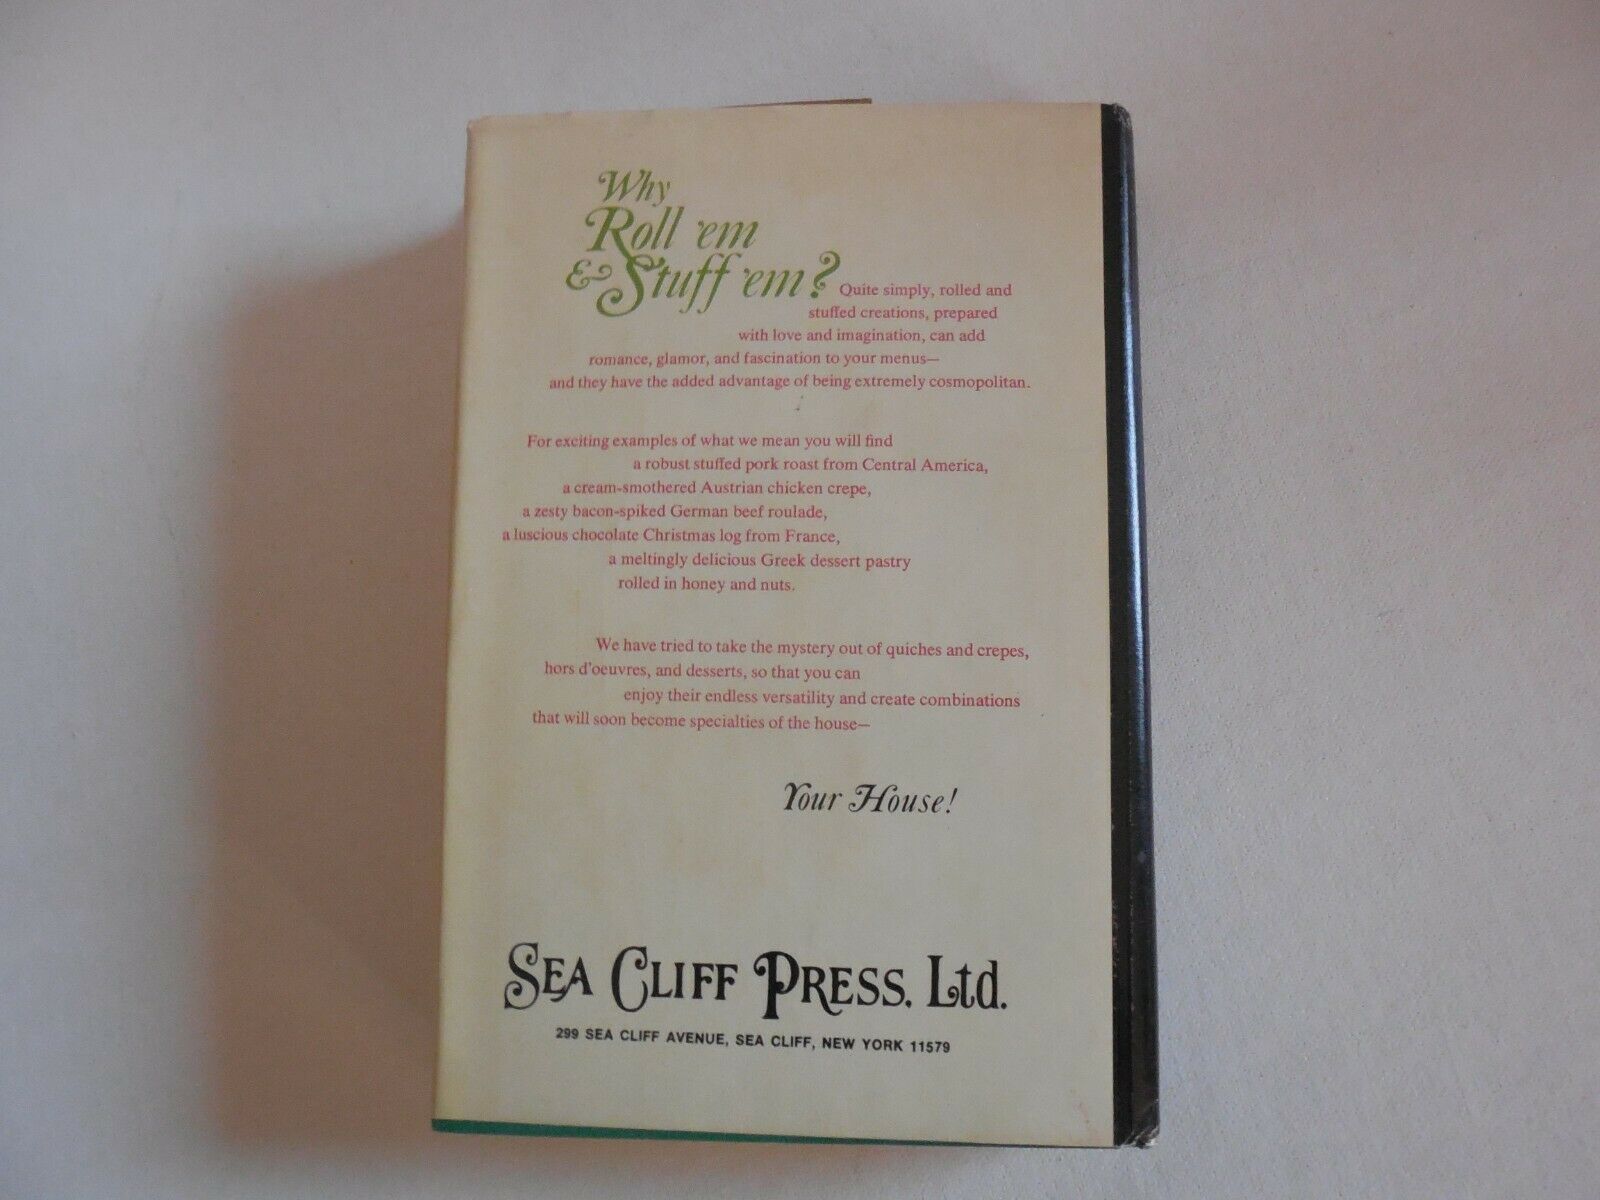 Why
Roll 'em
& Stuff 'em? Quite simply, rolled and
stuffed creations, prepared
with love and imagination, can add
romance, glamor, and fascination to your menus—
and they have the added advantage of being extremely cosmopolitan.
For exciting examples of what we mean you will find
a robust stuffed pork roast from Central America,
a cream-smothered Austrian chicken crepe,
a zesty bacon-spiked German beef roulade,
a luscious chocolate Christmas log from France,
a meltingly delicious Greek dessert pastry
rolled in honey and nuts.
We have tried to take the mystery out of quiches and crepes,
hors d'oeuvres, and desserts, so that you can
enjoy their endless versatility and create combinations
that will soon become specialties of the house—
Your House!
SEA CLIFF PRESS, Ltd.
299 SEA CLIFF AVENUE, SEA CLIFF, NEW YORK 11579